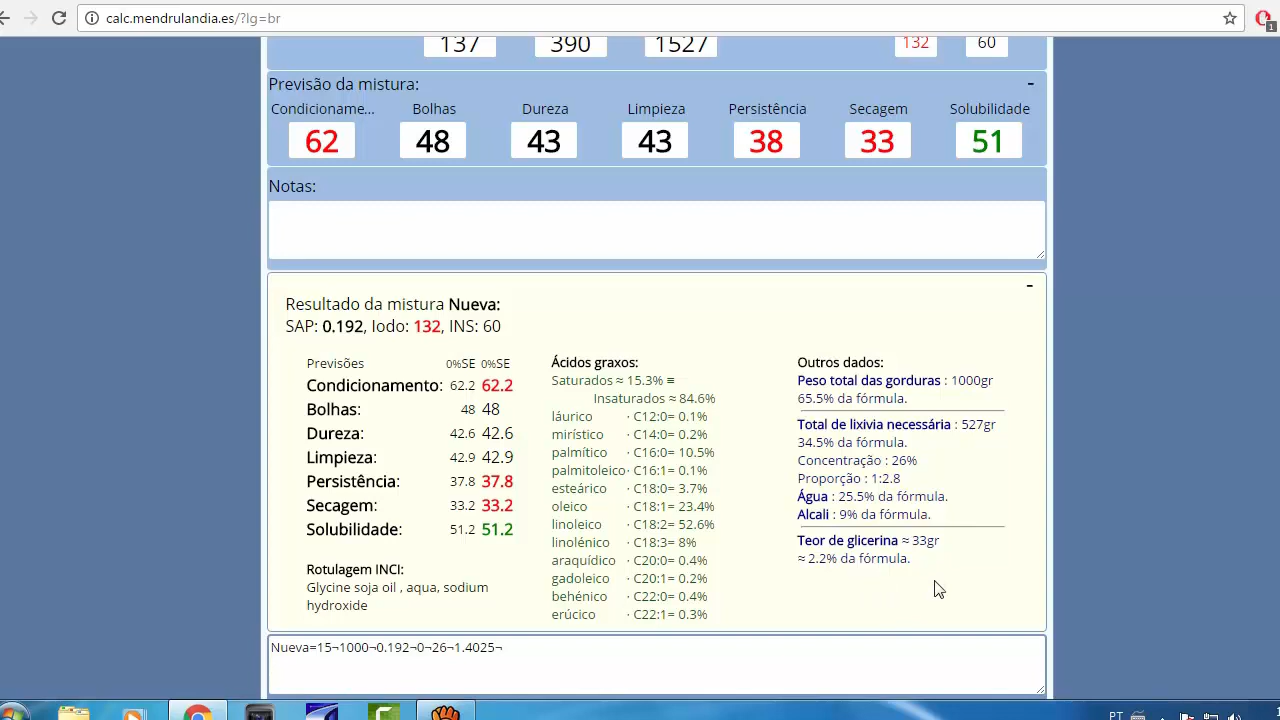 calc.mendrulandia.es/?lg=br
1
137 390 1527 132 60
Previsão da mistura: -
Condicioname... Bolhas Dureza Limpieza Persistência Secagem Solubilidade
62 48 43 43 38 33 51
Notas:
-
Resultado da mistura Nueva:
SAP: 0.192, Iodo: 132, INS: 60
Previsões 0%SE 0%SE
Condicionamento: 62.2 62.2
Bolhas: 48 48
Dureza: 42.6 42.6
Limpieza: 42.9 42.9
Persistência: 37.8 37.8
Secagem: 33.2 33.2
Solubilidade: 51.2 51.2
Rotulagem INCI:
Glycine soja oil , aqua, sodium
hydroxide
Ácidos graxos:
Saturados ≈ 15.3% ≡
Insaturados ≈ 84.6%
láurico · C12:0= 0.1%
mirístico · C14:0= 0.2%
palmítico · C16:0= 10.5%
palmitoleico · C16:1= 0.1%
esteárico · C18:0= 3.7%
oleico · C18:1= 23.4%
linoleico · C18:2= 52.6%
linolénico · C18:3= 8%
araquídico · C20:0= 0.4%
gadoleico · C20:1= 0.2%
behénico · C22:0= 0.4%
erúcico · C22:1= 0.3%
Outros dados:
Peso total das gorduras : 1000gr
65.5% da fórmula.
Total de lixivia necessária : 527gr
34.5% da fórmula.
Concentração : 26%
Proporção : 1:2.8
Água : 25.5% da fórmula.
Alcali : 9% da fórmula.
Teor de glicerina ≈ 33gr
≈ 2.2% da fórmula.
Nueva=15¬1000¬0.192¬0¬26¬1.4025¬
PT